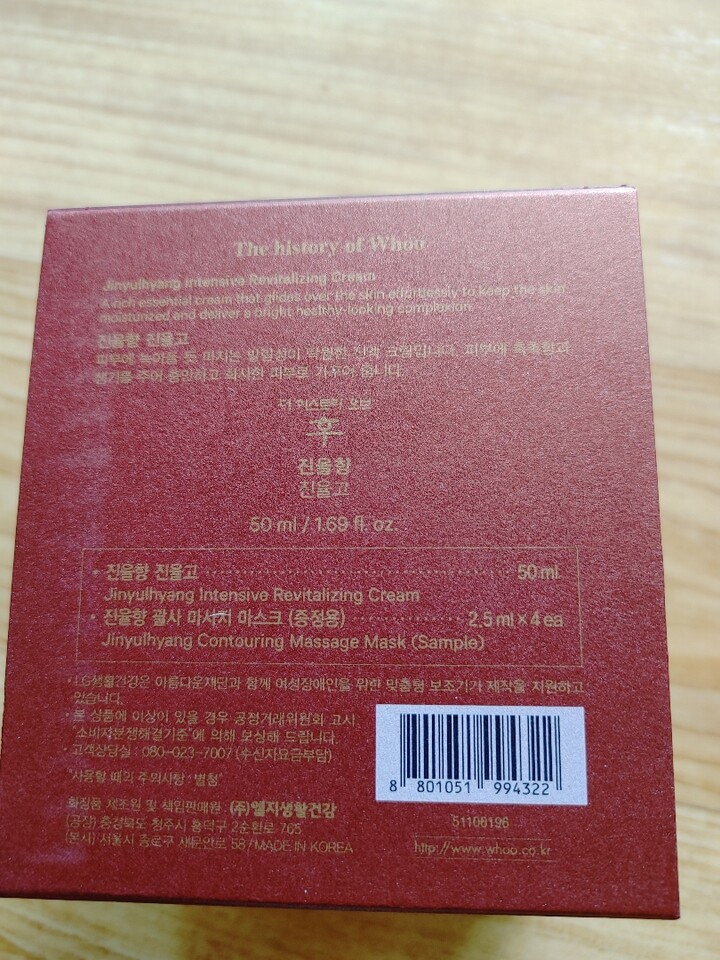 The history of Whoo
Jinyulhyang Intensive Revitalizing Cream
A rich essential cream that glides over the skin effortlessly to keep the skin
moisturized and deliver a bright healthy-looking complexion.
진율향 진율고
피부에 녹아들 듯 마치는 발림성이 탁월한 진액 크림입니다. 피부에 촉촉함과
생기를 주어 촘촘하고 화사한 피부로 가꾸어 줍니다.
더 히스토리 오브
후
진율향
진율고
50 ml / 1.69 fl. oz.
· 진율향 진율고 50 ml
Jinyulhyang Intensive Revitalizing Cream
· 진율향 괄사 마사지 마스크 (증정용) 2.5 ml × 4 ea
Jinyulhyang Contouring Massage Mask (Sample)
· LG생활건강은 아름다운재단과 함께 여성장애인을 위한 맞춤형 보조기기 제작을 지원하고
있습니다.
· 본 상품에 이상이 있을 경우 공정거래위원회 고시
"소비자분쟁해결기준"에 의해 보상해 드립니다.
· 고객상담실 : 080-023-7007 (수신자요금부담)
"사용할 때의 주의사항 : 별첨"
화장품 제조원 및 책임판매원 : (주)엘지생활건강
(공장) 충청북도 청주시 흥덕구 2순환로 765
(본사) 서울시 종로구 새문안로 58 / MADE IN KOREA
8 801051 994322
51106196
http://www.whoo.co.kr